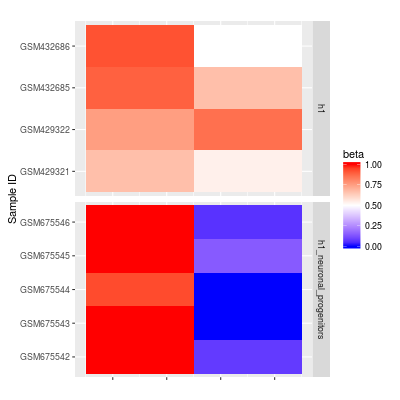 GSM432686
GSM432685
GSM429322
GSM429321
h1
Sample ID
GSM675546
GSM675545
GSM675544
GSM675543
GSM675542
h1_neuronal_progenitors
beta
1.00
0.75
0.50
0.25
0.00